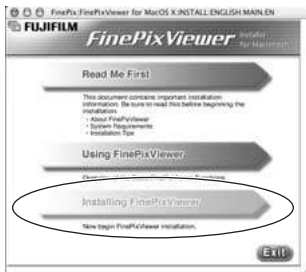 FinePix:FinePixViewer for MacOS X:INSTALL:ENGLISH:MAIN.EN
FUJIFILM
FinePixViewer Installer
for Macintosh
Read Me First
This document contains important installation
information. Be sure to read this before beginning the
installation.
- About FinePixViewer
- System Requirements
- Installation Tips
Using FinePixViewer
Installing FinePixViewer
Now begin FinePixViewer installation.
Exit